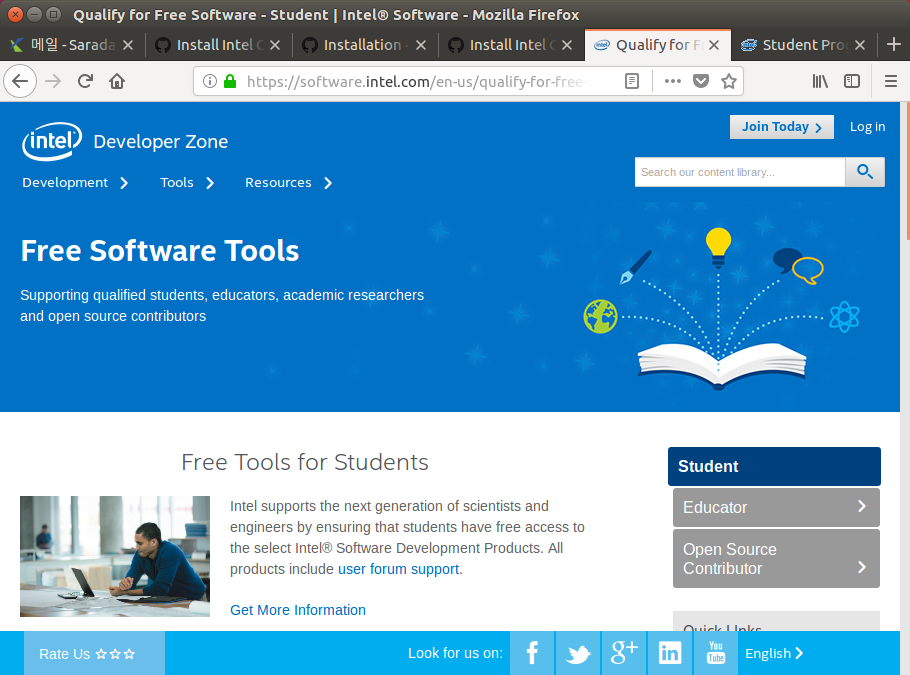 Qualify for Free Software - Student | Intel® Software - Mozilla Firefox
메일 - Sarada
Install Intel C
Installation
Install Intel C
Qualify for F
Student Pro
https://software.intel.com/en-us/qualify-for-free-
intel
Developer Zone
Join Today
Log in
Development
Tools
Resources
Search our content library...
Free Software Tools
Supporting qualified students, educators, academic researchers
and open source contributors
Free Tools for Students
Student
Intel supports the next generation of scientists and
engineers by ensuring that students have free access to
the select Intel® Software Development Products. All
products include user forum support.
Get More Information
Educator
Open Source
Contributor
Quick Links
Rate Us
Look for us on:
You
Tube
English